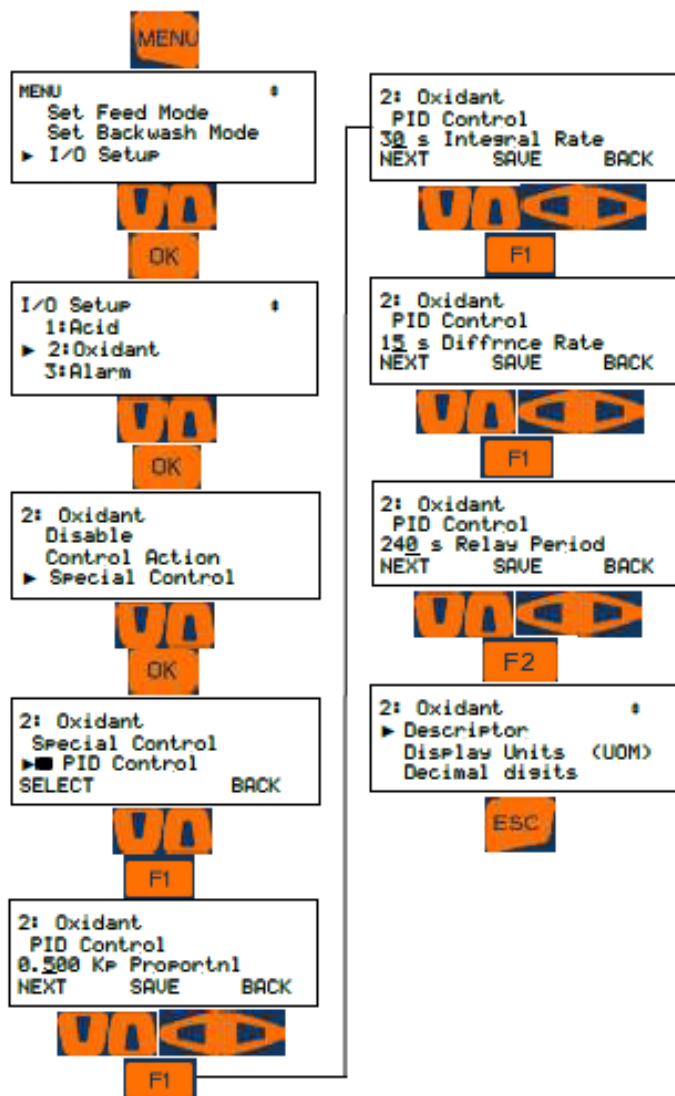 MENU
MENU
Set Feed Mode
Set Backwash Mode
► I/O Setup
OK
I/O Setup
1:Acid
► 2:Oxidant
3:Alarm
OK
2: Oxidant
Disable
Control Action
► Special Control
OK
2: Oxidant
Special Control
►■ PID Control
SELECT BACK
F1
2: Oxidant
PID Control
0.500 Kp Proportnl
NEXT SAVE BACK
F1
2: Oxidant
PID Control
30 s Integral Rate
NEXT SAVE BACK
F1
2: Oxidant
PID Control
15 s Diffrnce Rate
NEXT SAVE BACK
F1
2: Oxidant
PID Control
240 s Relay Period
NEXT SAVE BACK
F2
2: Oxidant
► Descriptor
Display Units (UOM)
Decimal digits
ESC